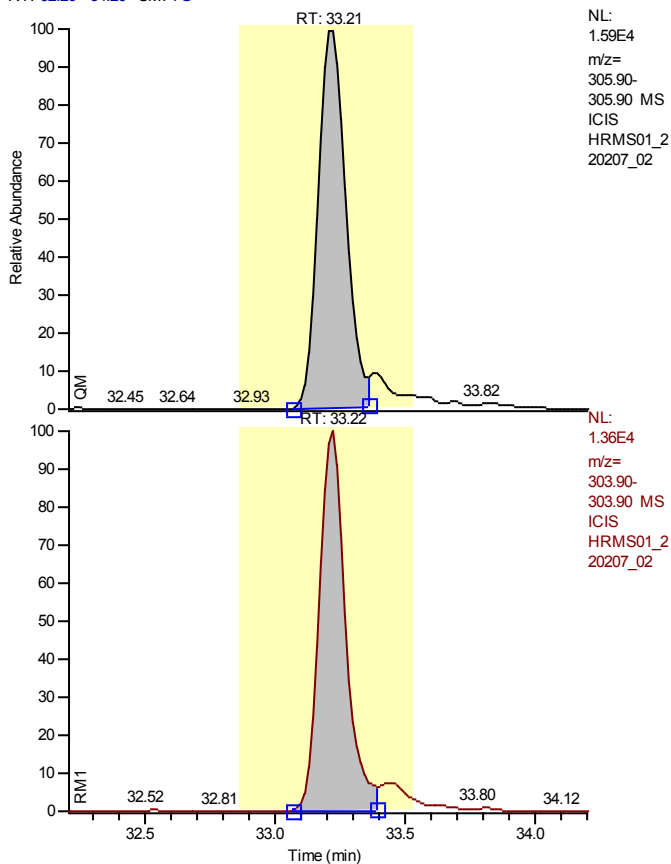 RT: 33.21
NL:
1.59E4
m/z=
305.90-
305.90 MS
ICIS
HRMS01_2
20207_02
100
90
80
70
60
50
40
30
20
10
0
Relative Abundance
QM
32.45 32.64 32.93 33.82
RT: 33.22
NL:
1.36E4
m/z=
303.90-
303.90 MS
ICIS
HRMS01_2
20207_02
100
90
80
70
60
50
40
30
20
10
0
RM1
32.52 32.81 33.80 34.12
32.5 33.0 33.5 34.0
Time (min)